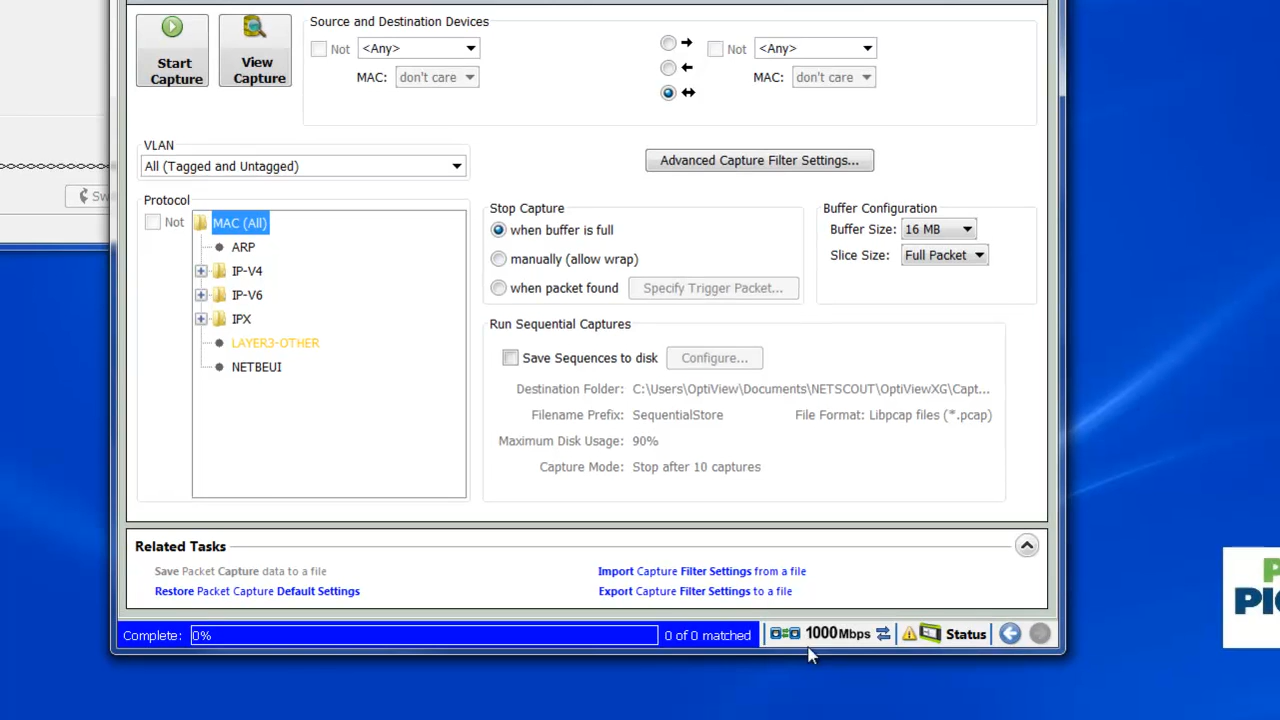 Start
Capture
View
Capture
Source and Destination Devices
Not <Any>
MAC: don't care
Not <Any>
MAC: don't care
VLAN
All (Tagged and Untagged)
Advanced Capture Filter Settings...
Protocol
Not
MAC (All)
ARP
IP-V4
IP-V6
IPX
LAYER3-OTHER
NETBEUI
Stop Capture
when buffer is full
manually (allow wrap)
when packet found Specify Trigger Packet...
Buffer Configuration
Buffer Size: 16 MB
Slice Size: Full Packet
Run Sequential Captures
Save Sequences to disk Configure...
Destination Folder: C:\Users\OptiView\Documents\NETSCOUT\OptiViewXG\Capt...
Filename Prefix: SequentialStore File Format: Libpcap files (*.pcap)
Maximum Disk Usage: 90%
Capture Mode: Stop after 10 captures
Related Tasks
Save Packet Capture data to a file
Restore Packet Capture Default Settings
Import Capture Filter Settings from a file
Export Capture Filter Settings to a file
Complete: 0% 0 of 0 matched 1000Mbps Status